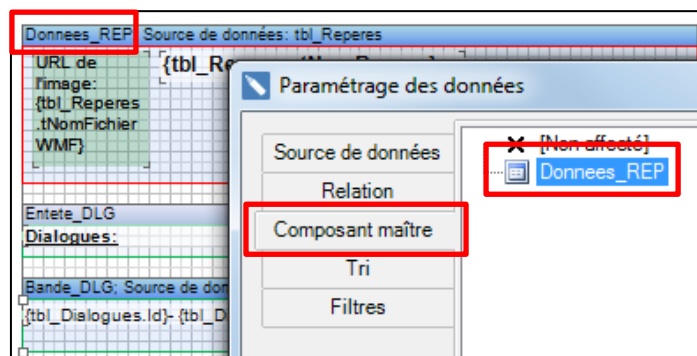 Donnees_REP; Source de données: tbl_Reperes
URL de
l'image:
{tbl_Reperes
.tNomFichier
WMF}
Paramétrage des données
Source de données
Relation
Composant maître
Tri
Filtres
[Non affecté]
Donnees_REP
Entete_DLG
Dialogues:
Bande_DLG; Source de
{tbl_Dialogues.Id}- {tbl_D